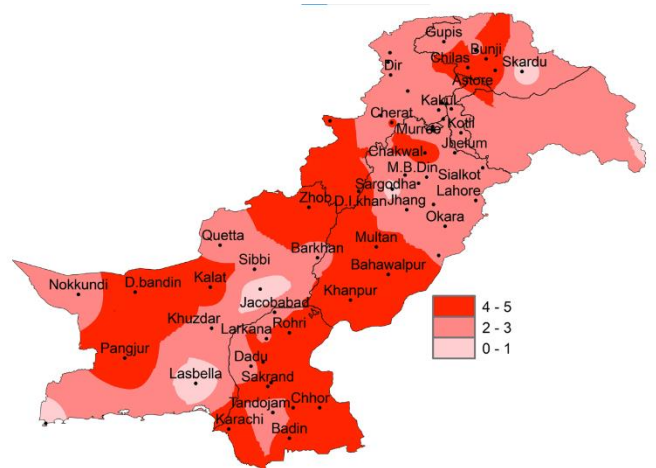 Gupis
Bunji
Chilas
Skardu
Dir
Astore
Kakul
Cherat
Murree
Kotli
Chakwal
Jhelum
M.B.Din
Sialkot
Sargodha
Zhob
D.I.khan
Jhang
Lahore
Okara
Quetta
Multan
Sibbi
Barkhan
Bahawalpur
Nokkundi
D.bandin
Kalat
Khanpur
Jacobabad
4 - 5
2 - 3
0 - 1
Khuzdar
Larkana
Rohri
Pangjur
Dadu
Lasbella
Sakrand
Tandojam
Chhor
Karachi
Badin